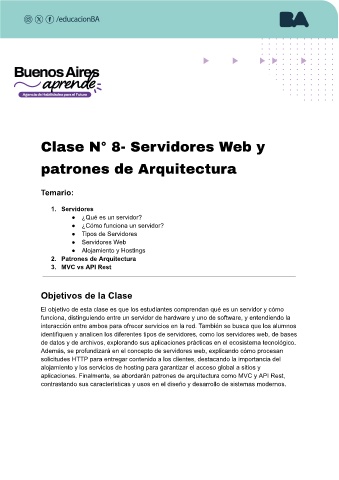 /educacionBA
BA
Buenos Aires
aprende
Agencia de Habilidades para el Futuro
Clase N° 8- Servidores Web y
patrones de Arquitectura
Temario:
1. Servidores
● ¿Qué es un servidor?
● ¿Cómo funciona un servidor?
● Tipos de Servidores
● Servidores Web
● Alojamiento y Hostings
2. Patrones de Arquitectura
3. MVC vs API Rest
Objetivos de la Clase
El objetivo de esta clase es que los estudiantes comprendan qué es un servidor y cómo
funciona, distinguiendo entre un servidor de hardware y uno de software, y entendiendo la
interacción entre ambos para ofrecer servicios en la red. También se busca que los alumnos
identifiquen y analicen los diferentes tipos de servidores, como los servidores web, de bases
de datos y de archivos, explorando sus aplicaciones prácticas en el ecosistema tecnológico.
Además, se profundizará en el concepto de servidores web, explicando cómo procesan
solicitudes HTTP para entregar contenido a los clientes, destacando la importancia del
alojamiento y los servicios de hosting para garantizar el acceso global a sitios y
aplicaciones. Finalmente, se abordarán patrones de arquitectura como MVC y API Rest,
contrastando sus características y usos en el diseño y desarrollo de sistemas modernos.